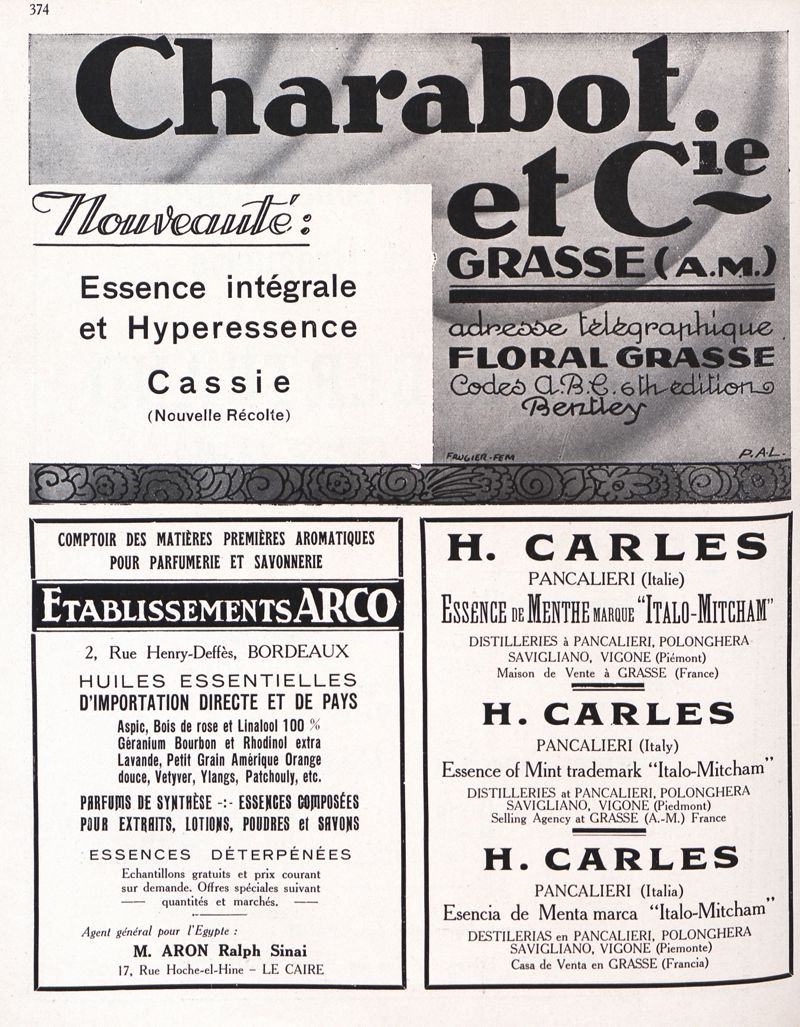 374
Charabot
et Cie
GRASSE (A.M.)
adresse télégraphique
FLORAL GRASSE
Codes A.B.C. 6th edition
Bentley
FAUGIER-FEM
P.A.L.
Nouveauté :
Essence intégrale
et Hyperessence
Cassie
(Nouvelle Récolte)
COMPTOIR DES MATIÈRES PREMIÈRES AROMATIQUES
POUR PARFUMERIE ET SAVONNERIE
ETABLISSEMENTS ARCO
2, Rue Henry-Deffès, BORDEAUX
HUILES ESSENTIELLES
D'IMPORTATION DIRECTE ET DE PAYS
Aspic, Bois de rose et Linalool 100 %
Géranium Bourbon et Rhodinol extra
Lavande, Petit Grain Amérique Orange
douce, Vetyver, Ylangs, Patchouly, etc.
PARFUMS DE SYNTHÈSE -:- ESSENCES COMPOSÉES
POUR EXTRAITS, LOTIONS, POUDRES et SAVONS
ESSENCES DÉTERPÉNÉES
Echantillons gratuits et prix courant
sur demande. Offres spéciales suivant
quantités et marchés.
Agent général pour l'Egypte :
M. ARON Ralph Sinai
17, Rue Hoche-el-Hine - LE CAIRE
H. CARLES
PANCALIERI (Italie)
ESSENCE DE MENTHE MARQUE "ITALO-MITCHAM"
DISTILLERIES à PANCALIERI, POLONGHERA
SAVIGLIANO, VIGONE (Piémont)
Maison de Vente à GRASSE (France)
H. CARLES
PANCALIERI (Italy)
Essence of Mint trademark "Italo-Mitcham"
DISTILLERIES at PANCALIERI, POLONGHERA
SAVIGLIANO, VIGONE (Piedmont)
Selling Agency at GRASSE (A.-M.) France
H. CARLES
PANCALIERI (Italia)
Esencia de Menta marca "Italo-Mitcham"
DESTILERIAS en PANCALIERI, POLONGHERA
SAVIGLIANO, VIGONE (Piemonte)
Casa de Venta en GRASSE (Francia)